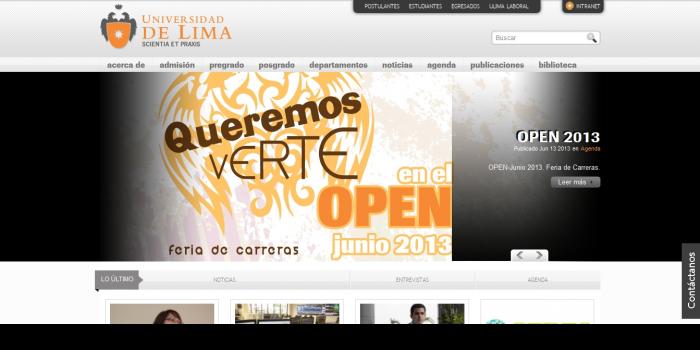 POSTULANTES ESTUDIANTES EGRESADOS ULIMA LABORAL INTRANET
UNIVERSIDAD
DE LIMA
SCIENTIA ET PRAXIS
Buscar
acerca de admisión pregrado posgrado departamentos noticias agenda publicaciones biblioteca
Queremos
VERTE
en el
OPEN
junio 2013
feria de carreras
OPEN 2013
Publicado Jun 13 2013 en Agenda
OPEN-Junio 2013. Feria de Carreras.
Leer más
Contáctanos
LO ÚLTIMO NOTICIAS ENTREVISTAS AGENDA